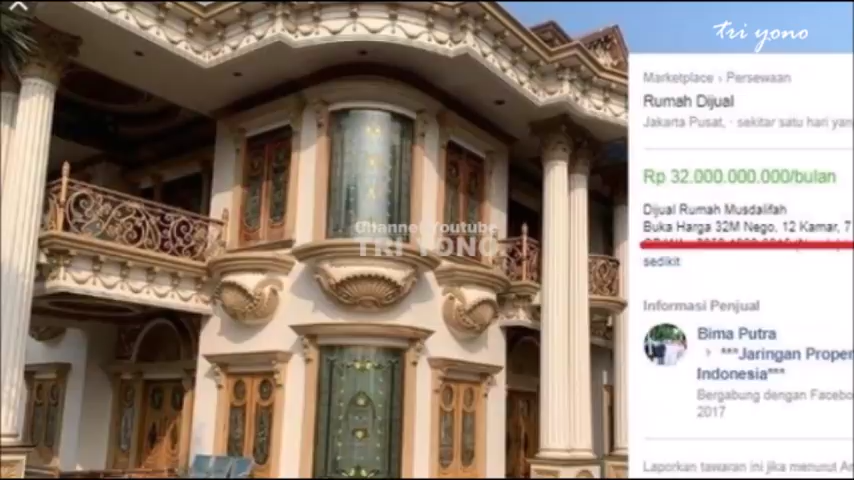 tri yono
Marketplace › Persewaan
Rumah Dijual
Jakarta Pusat, · sekitar satu hari yan
Rp 32.000.000.000/bulan
Dijual Rumah Musdalifah
Buka Harga 32M Nego, 12 Kamar, 7
sedikit
Channel Youtube
TRI YONO
Informasi Penjual
Bima Putra
› ***Jaringan Proper
Indonesia***
Bergabung dengan Facebo
2017
Laporkan tawaran ini jika menurut An